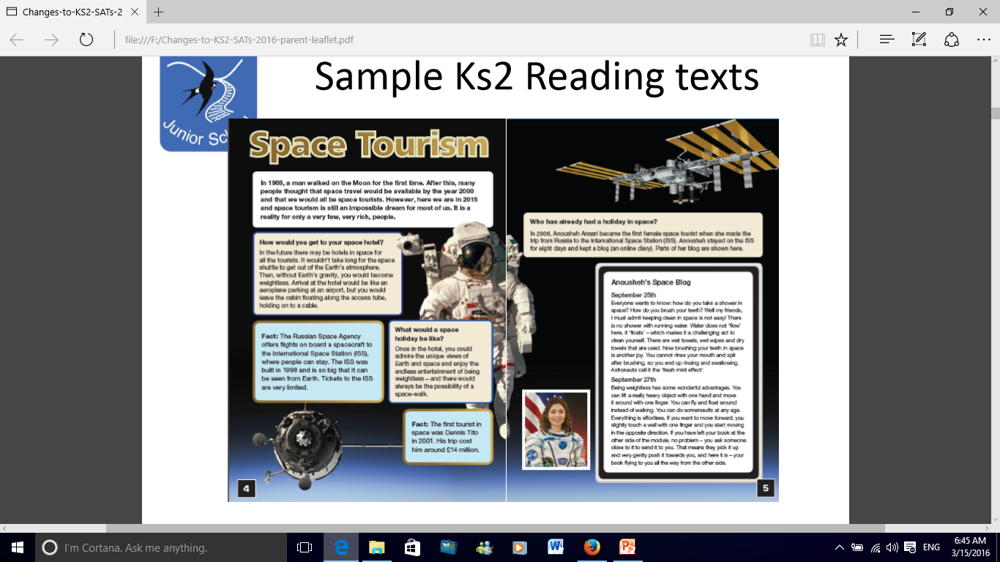 Changes-to-KS2-SATs-2
file:///F:/Changes-to-KS2-SATs-2016-parent-leaflet.pdf
Sample Ks2 Reading texts
Junior Sc
Space Tourism
In 1969, a man walked on the Moon for the first time. After this, many
people thought that space travel would be available by the year 2000
and that we would all be space tourists. However, here we are in 2015
and space tourism is still an impossible dream for most of us. It is a
reality for only a very few, very rich, people.
How would you get to your space hotel?
In the future there may be hotels in space for
all the tourists. It wouldn't take long for the space
shuttle to get out of the Earth's atmosphere.
Then, without Earth's gravity, you would become
weightless. Arrival at the hotel would be like an
aeroplane parking at an airport, but you would
leave the cabin floating along the access tube,
holding on to a cable.
Fact: The Russian Space Agency
offers flights on board a spacecraft to
the International Space Station (ISS),
where people can stay. The ISS was
built in 1998 and is so big that it can
be seen from Earth. Tickets to the ISS
are very limited.
What would a space
holiday be like?
Once in the hotel, you could
admire the unique views of
Earth and space and enjoy the
endless entertainment of being
weightless – and there would
always be the possibility of a
space-walk.
Fact: The first tourist in
space was Dennis Tito
in 2001. His trip cost
him around £14 million.
4
Who has already had a holiday in space?
In 2006, Anousheh Ansari became the first female space tourist when she made the
trip from Russia to the International Space Station (ISS). Anousheh stayed on the ISS
for eight days and kept a blog (an online diary). Parts of her blog are shown here.
Anousheh's Space Blog
September 25th
Everyone wants to know: how do you take a shower in
space? How do you brush your teeth? Well my friends,
I must admit keeping clean in space is not easy! There
is no shower with running water. Water does not 'flow'
here, it 'floats' – which makes it a challenging act to
clean yourself. There are wet towels, wet wipes and dry
towels that are used. Now brushing your teeth in space
is another joy. You cannot rinse your mouth and spit
after brushing, so you end up rinsing and swallowing.
Astronauts call it the 'fresh mint effect'.
September 27th
Being weightless has some wonderful advantages. You
can lift a really heavy object with one hand and move
it around with one finger. You can fly and float around
instead of walking. You can do somersaults at any age.
Everything is effortless. If you want to move forward, you
slightly touch a wall with one finger and you start moving
in the opposite direction. If you have left your book at the
other side of the module, no problem – you ask someone
close to it to send it to you. That means they pick it up
and very gently push it towards you, and here it is – your
book flying to you all the way from the other side.
5
I'm Cortana. Ask me anything.
ENG
6:45 AM
3/15/2016